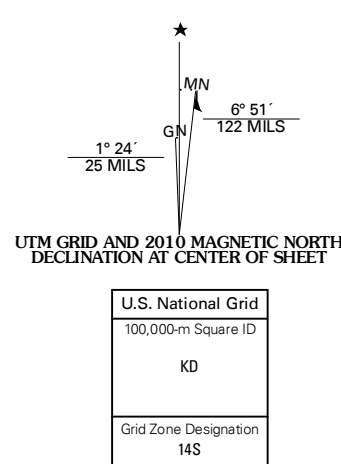 ★
MN
GN
6° 51´
122 MILS
1° 24´
25 MILS
UTM GRID AND 2010 MAGNETIC NORTH
DECLINATION AT CENTER OF SHEET
U.S. National Grid
100,000-m Square ID
KD
Grid Zone Designation
14S